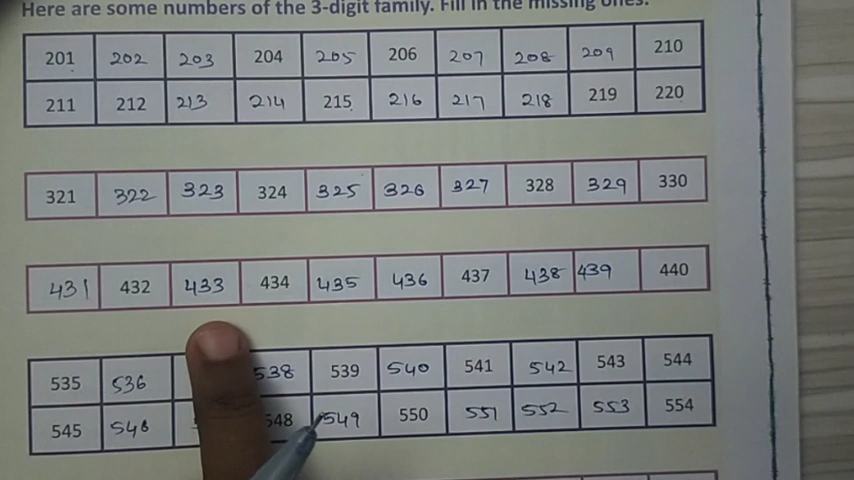 Here are some numbers of the 3-digit family. Fill in the missing ones.
201 202 203 204 205 206 207 208 209 210
211 212 213 214 215 216 217 218 219 220
321 322 323 324 325 326 327 328 329 330
431 432 433 434 435 436 437 438 439 440
535 536 538 539 540 541 542 543 544
545 546 548 549 550 551 552 553 554